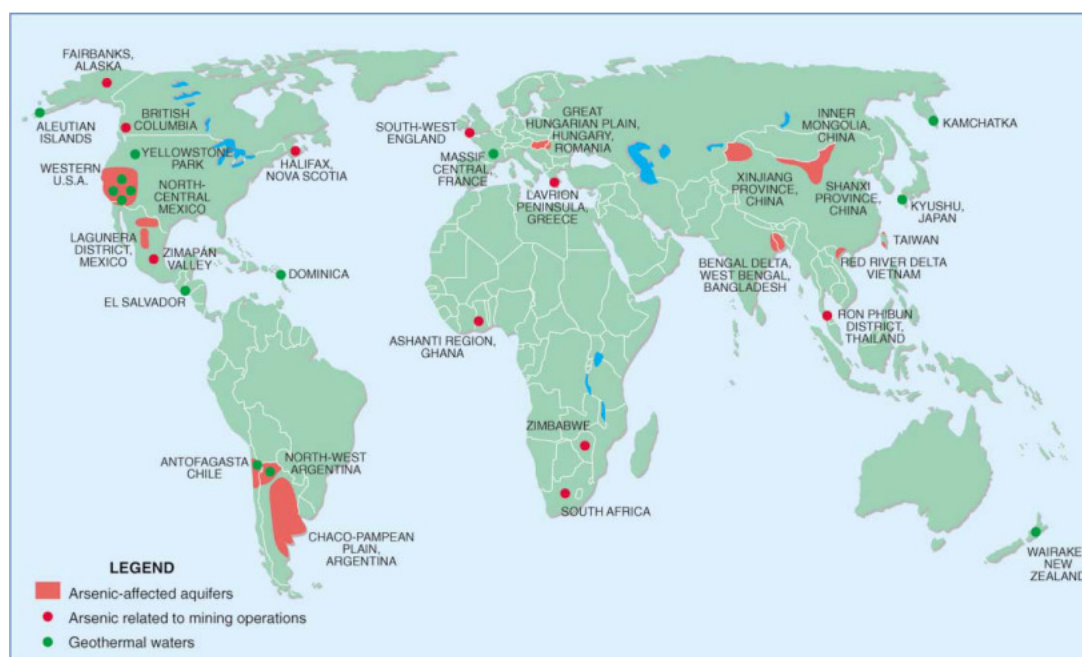 FAIRBANKS,
ALASKA
ALEUTIAN
ISLANDS
BRITISH
COLUMBIA
YELLOWSTONE
PARK
WESTERN
U.S.A.
NORTH-
CENTRAL
MEXICO
HALIFAX,
NOVA SCOTIA
LAGUNERA
DISTRICT,
MEXICO
ZIMAPÁN
VALLEY
DOMINICA
EL SALVADOR
SOUTH-WEST
ENGLAND
GREAT
HUNGARIAN PLAIN,
HUNGARY,
ROMANIA
MASSIF
CENTRAL,
FRANCE
LAVRION
PENINSULA,
GREECE
INNER
MONGOLIA,
CHINA
KAMCHATKA
XINJIANG
PROVINCE,
CHINA
SHANXI
PROVINCE,
CHINA
KYUSHU,
JAPAN
TAIWAN
BENGAL DELTA,
WEST BENGAL,
BANGLADESH
RED RIVER DELTA
VIETNAM
RON PHIBUN
DISTRICT,
THAILAND
ASHANTI REGION,
GHANA
ZIMBABWE
SOUTH AFRICA
ANTOFAGASTA
CHILE
NORTH-WEST
ARGENTINA
CHACO-PAMPEAN
PLAIN,
ARGENTINA
WAIRAKEI
NEW
ZEALAND
LEGEND
Arsenic-affected aquifers
Arsenic related to mining operations
Geothermal waters